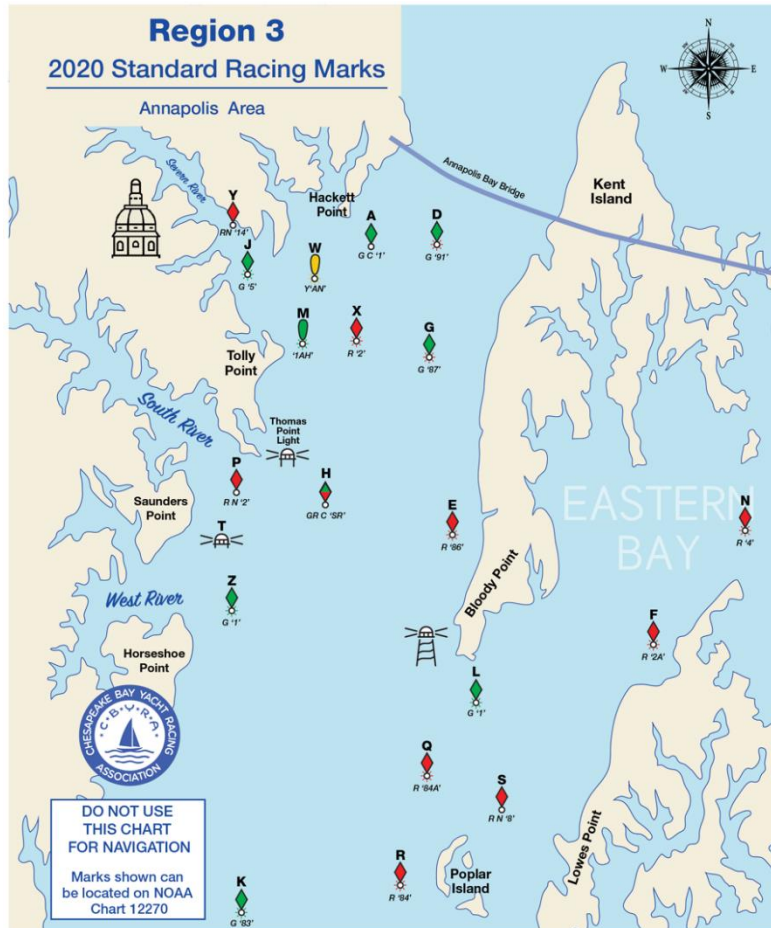 Region 3
2020 Standard Racing Marks
Annapolis Area
N
W
E
S
Severn River
Annapolis Bay Bridge
Kent
Island
Hackett
Point
Y
RN '14'
A
G C '1'
D
G '91'
J
G '5'
W
Y'AN'
M
'1AH'
X
R '2'
G
G '87'
Tolly
Point
South River
Thomas
Point
Light
P
R N '2'
H
GR C 'SR'
Saunders
Point
E
R '86'
EASTERN
BAY
N
R '4'
T
Bloody Point
Z
G '1'
West River
F
R '2A'
Horseshoe
Point
L
G '1'
CHESAPEAKE BAY YACHT RACING
ASSOCIATION
C·B·Y·R·A
Q
R '84A'
S
R N '8'
DO NOT USE
THIS CHART
FOR NAVIGATION
Marks shown can
be located on NOAA
Chart 12270
Lowes Point
R
R '84'
Poplar
Island
K
G '83'